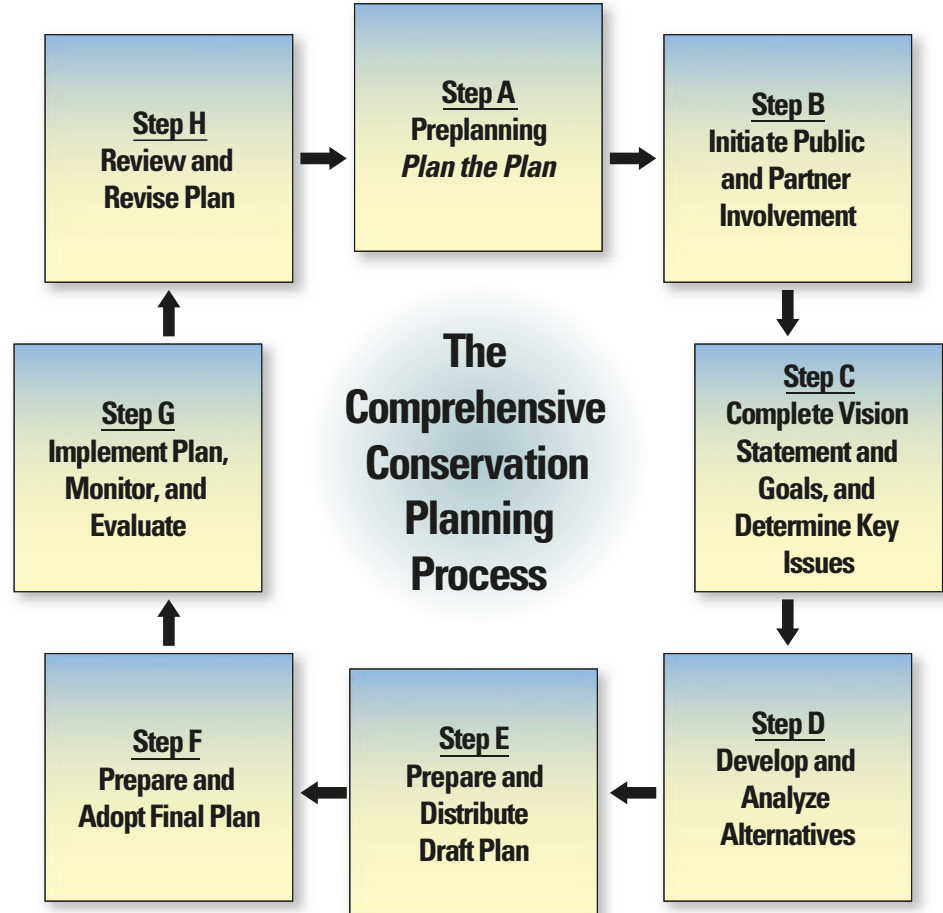 The
Comprehensive
Conservation
Planning
Process
Step A
Preplanning
Plan the Plan
Step B
Initiate Public
and Partner
Involvement
Step C
Complete Vision
Statement and
Goals, and
Determine Key
Issues
Step D
Develop and
Analyze
Alternatives
Step E
Prepare and
Distribute
Draft Plan
Step F
Prepare and
Adopt Final Plan
Step G
Implement Plan,
Monitor, and
Evaluate
Step H
Review and
Revise Plan